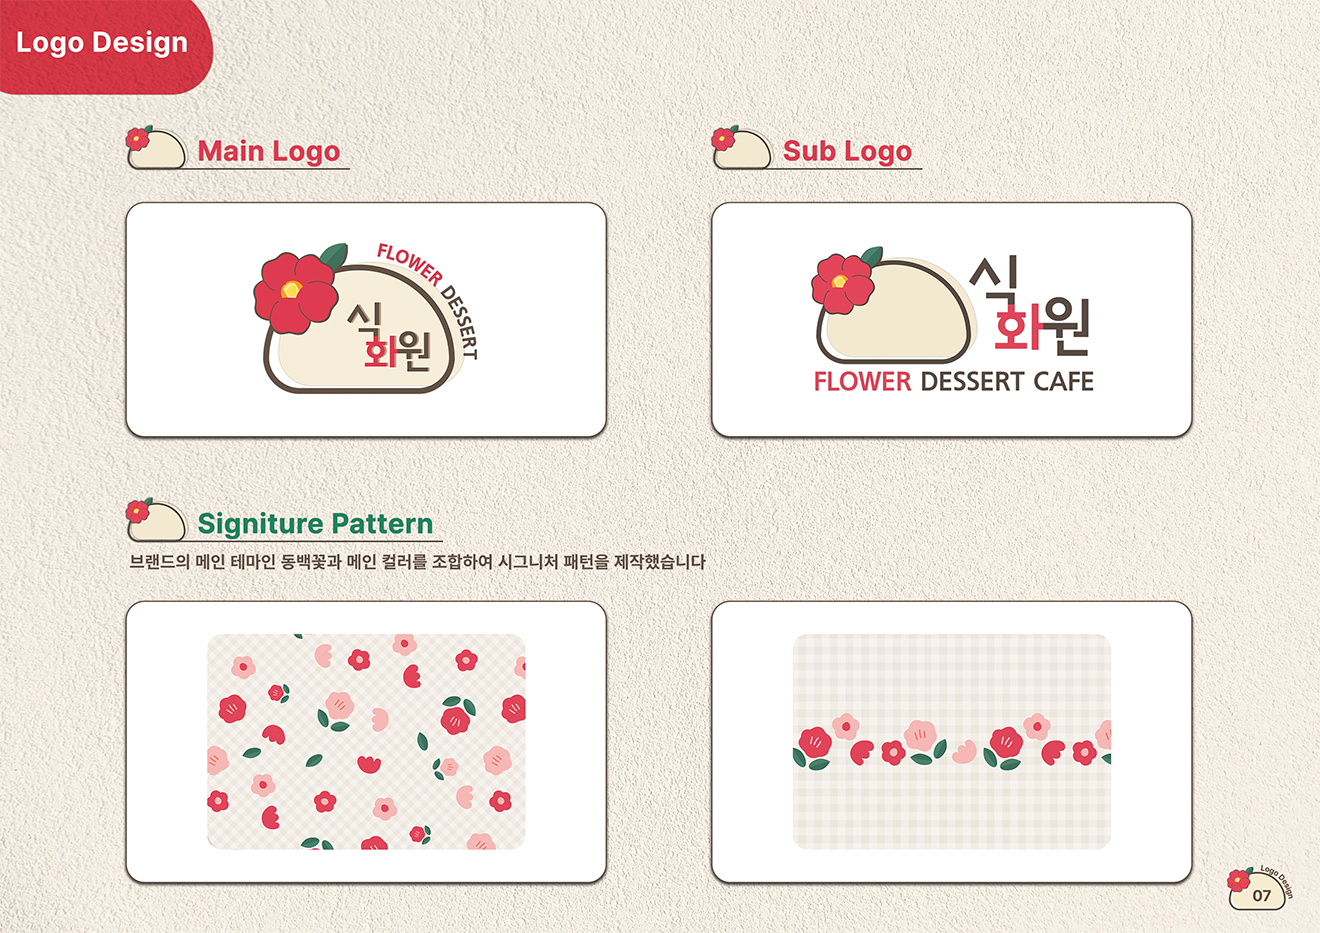 Logo Design
Main Logo
Sub Logo
FLOWER DESSERT
식
화원
식
화원
FLOWER DESSERT CAFE
Signiture Pattern
브랜드의 메인 테마인 동백꽃과 메인 컬러를 조합하여 시그니처 패턴을 제작했습니다
Logo Design
07